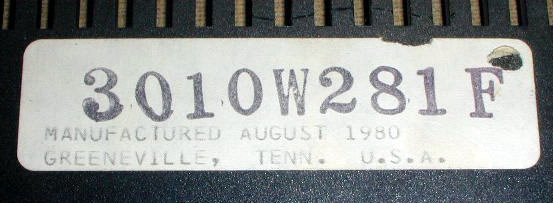 3010W281F
MANUFACTURED AUGUST 1980
GREENEVILLE, TENN. U.S.A.